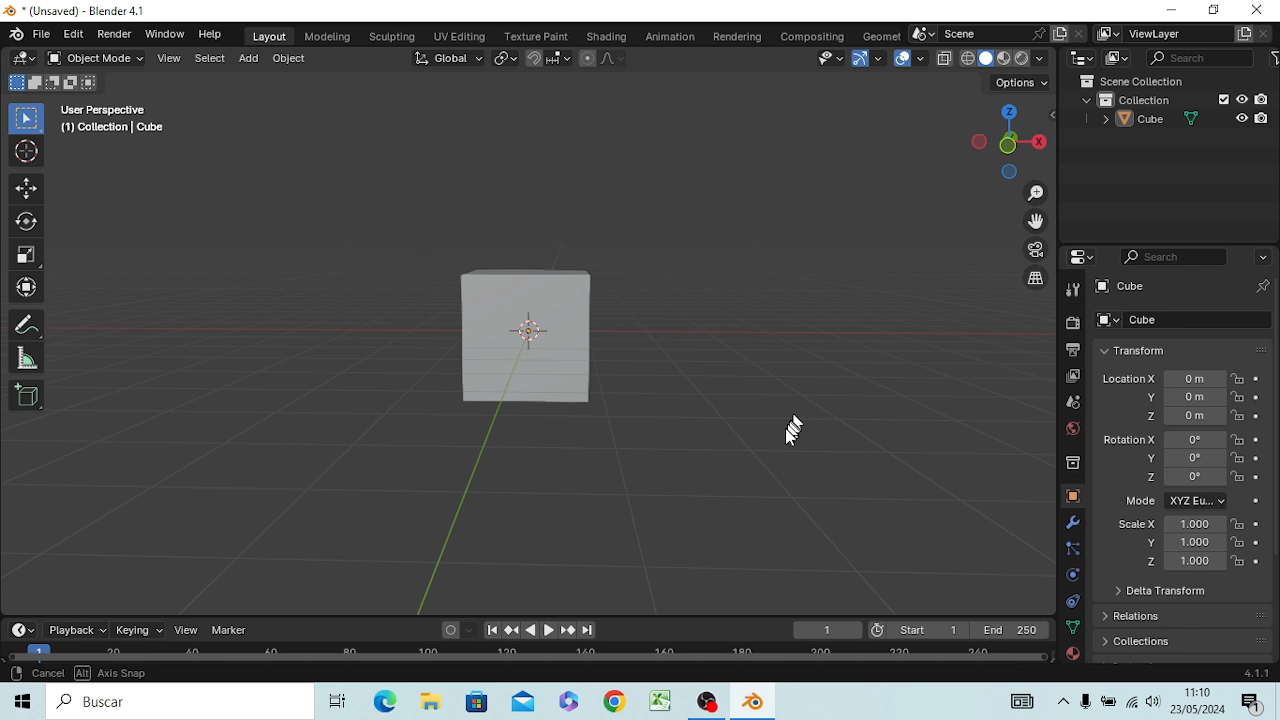 * (Unsaved) - Blender 4.1
File Edit Render Window Help Layout Modeling Sculpting UV Editing Texture Paint Shading Animation Rendering Compositing Geomet Scene ViewLayer
Object Mode View Select Add Object Global Search
Options
Scene Collection
Collection
Cube
User Perspective
(1) Collection | Cube
Z
X
Search
Cube
Cube
Transform
Location X 0 m
Y 0 m
Z 0 m
Rotation X 0°
Y 0°
Z 0°
Mode XYZ Eu...
Scale X 1.000
Y 1.000
Z 1.000
Delta Transform
Relations
Collections
Playback Keying View Marker 1 Start 1 End 250
1 20 40 60 80 100 120 140 160 180 200 220 240
Cancel Alt Axis Snap 4.1.1
Buscar
11:10
23/05/2024
1